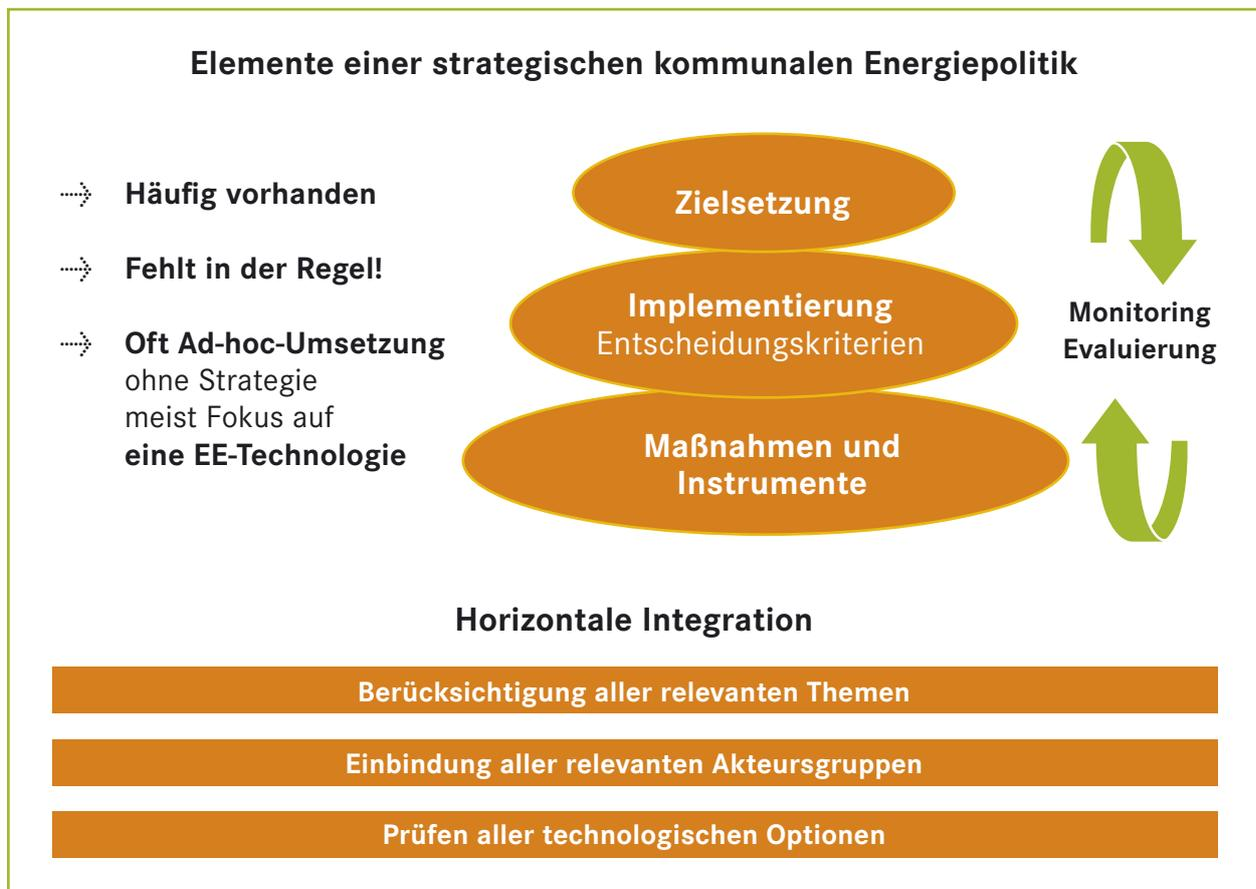 Elemente einer strategischen kommunalen Energiepolitik
Häufig vorhanden
Fehlt in der Regel!
Oft Ad-hoc-Umsetzung
ohne Strategie
meist Fokus auf
eine EE-Technologie
Zielsetzung
Implementierung
Entscheidungskriterien
Maßnahmen und
Instrumente
Monitoring
Evaluierung
Horizontale Integration
Berücksichtigung aller relevanten Themen
Einbindung aller relevanten Akteursgruppen
Prüfen aller technologischen Optionen